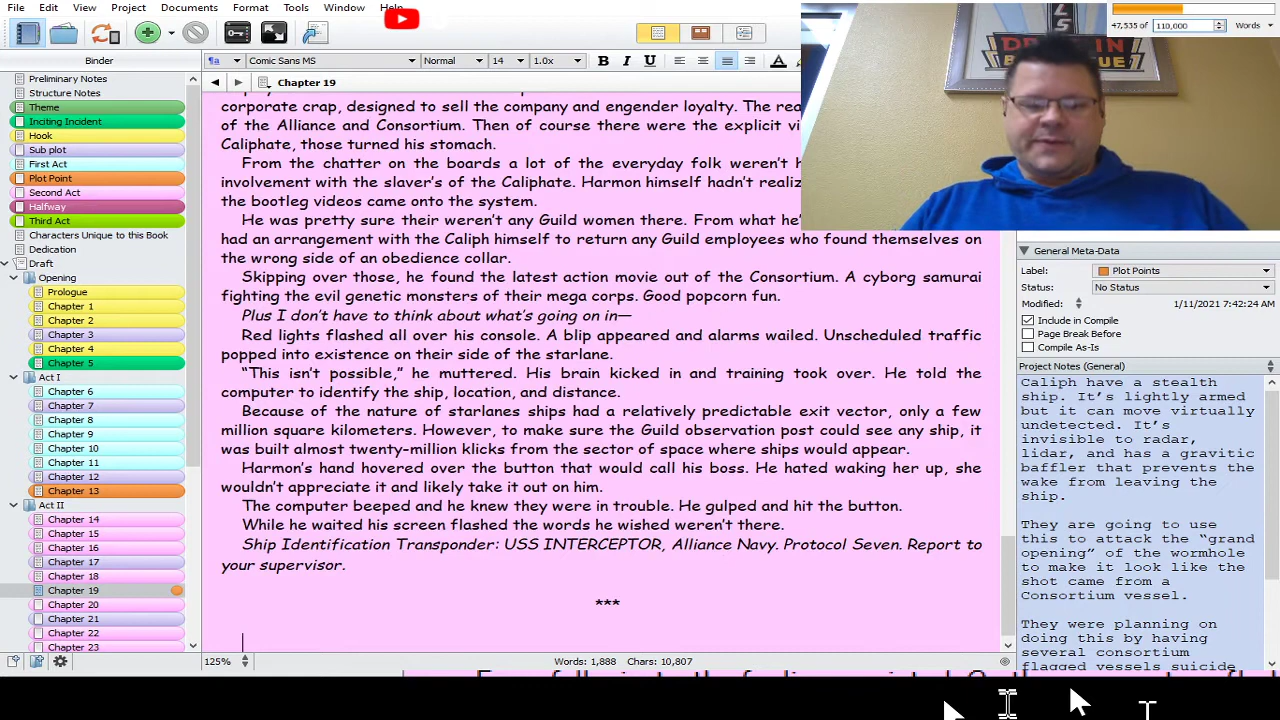 File Edit View Project Documents Format Tools Window Help
47,535 of 110,000 Words
Binder
¶a Comic Sans MS Normal 14 1.0x B I U A
Chapter 19
Preliminary Notes
Structure Notes
Theme
Inciting Incident
Hook
Sub plot
First Act
Plot Point
Second Act
Halfway
Third Act
Characters Unique to this Book
Dedication
Draft
Opening
Prologue
Chapter 1
Chapter 2
Chapter 3
Chapter 4
Chapter 5
Act I
Chapter 6
Chapter 7
Chapter 8
Chapter 9
Chapter 10
Chapter 11
Chapter 12
Chapter 13
Act II
Chapter 14
Chapter 15
Chapter 16
Chapter 17
Chapter 18
Chapter 19
Chapter 20
Chapter 21
Chapter 22
Chapter 23
corporate crap, designed to sell the company and engender loyalty. The rea
of the Alliance and Consortium. Then of course there were the explicit vi
Caliphate, those turned his stomach.
From the chatter on the boards a lot of the everyday folk weren't h
involvement with the slaver's of the Caliphate. Harmon himself hadn't realiz
the bootleg videos came onto the system.
He was pretty sure their weren't any Guild women there. From what he'
had an arrangement with the Caliph himself to return any Guild employees who found themselves on
the wrong side of an obedience collar.
Skipping over those, he found the latest action movie out of the Consortium. A cyborg samurai
fighting the evil genetic monsters of their mega corps. Good popcorn fun.
Plus I don't have to think about what's going on in—
Red lights flashed all over his console. A blip appeared and alarms wailed. Unscheduled traffic
popped into existence on their side of the starlane.
“This isn't possible,” he muttered. His brain kicked in and training took over. He told the
computer to identify the ship, location, and distance.
Because of the nature of starlanes ships had a relatively predictable exit vector, only a few
million square kilometers. However, to make sure the Guild observation post could see any ship, it
was built almost twenty-million klicks from the sector of space where ships would appear.
Harmon's hand hovered over the button that would call his boss. He hated waking her up, she
wouldn't appreciate it and likely take it out on him.
The computer beeped and he knew they were in trouble. He gulped and hit the button.
While he waited his screen flashed the words he wished weren't there.
Ship Identification Transponder: USS INTERCEPTOR, Alliance Navy. Protocol Seven. Report to
your supervisor.
***
125% Words: 1,888 Chars: 10,807
General Meta-Data
Label: Plot Points
Status: No Status
Modified: 1/11/2021 7:42:24 AM
Include in Compile
Page Break Before
Compile As-Is
Project Notes (General)
Caliph have a stealth
ship. It's lightly armed
but it can move virtually
undetected. It's
invisible to radar,
lidar, and has a gravitic
baffler that prevents the
wake from leaving the
ship.
They are going to use
this to attack the “grand
opening” of the wormhole
to make it look like the
shot came from a
Consortium vessel.
They were planning on
doing this by having
several consortium
flagged vessels suicide